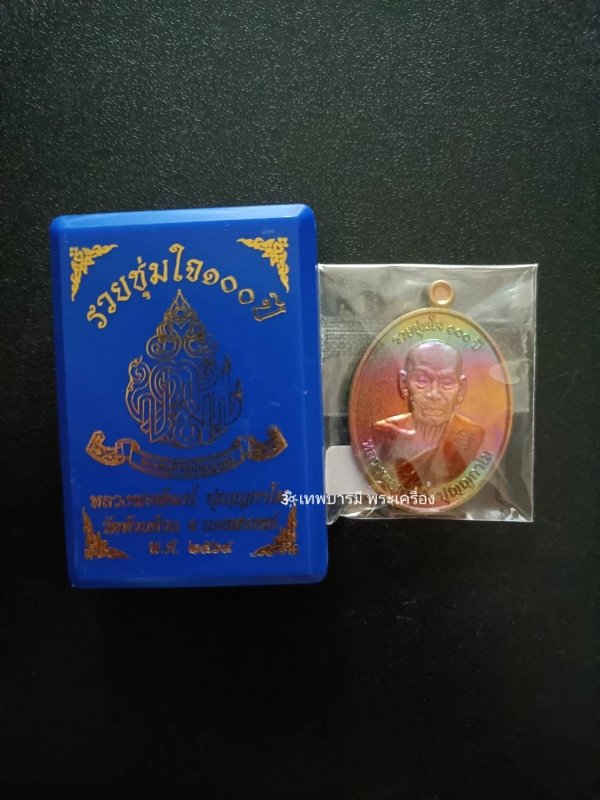 รวยชุ่มใจ๑๐๐ปี
หลวงพ่อพัฒน์ ปุญญกาโม
วัดห้วยด้วน จ.นครสวรรค์
พ.ศ. ๒๕๖๔
รวยชุ่มใจ ๑๐๐ ปี
ปุญญกาโม
เทพบารมี พระเครื่อง